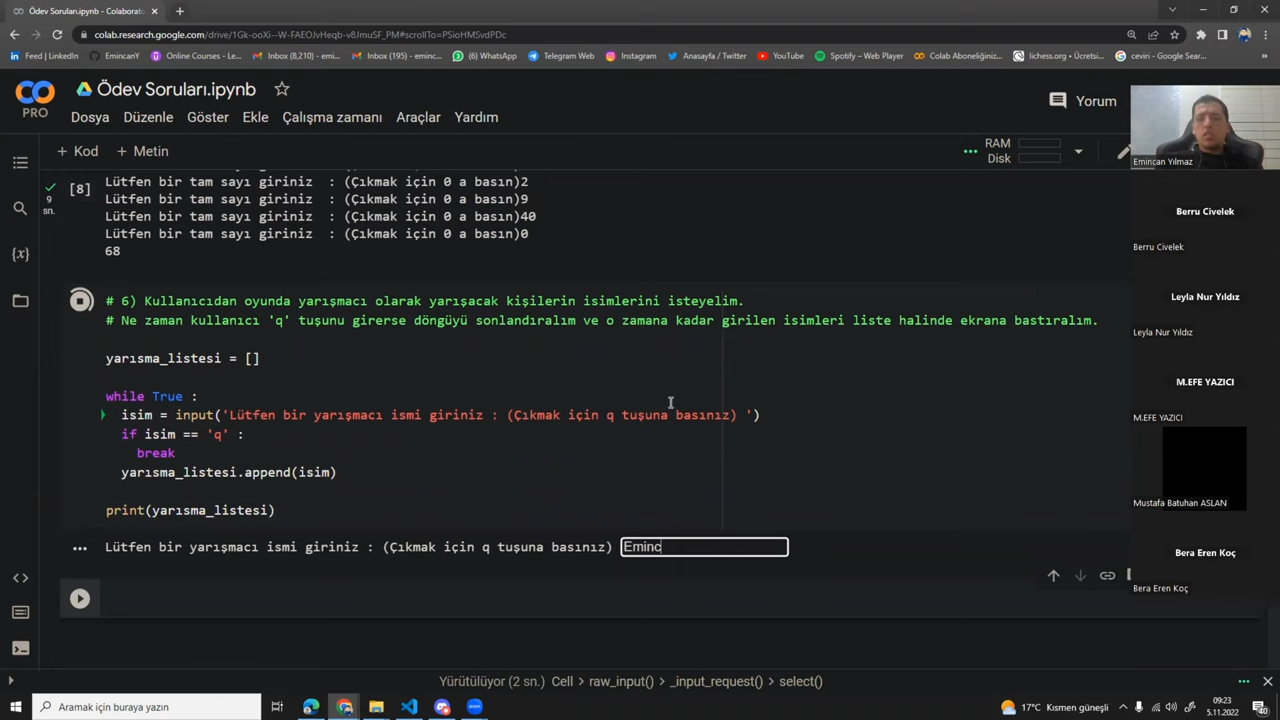 Ödev Soruları.ipynb - Colaborato
colab.research.google.com/drive/1Gk-ooXi--W-FAEOJvHeqb-v8JmuSF_PM#scrollTo=PSioHMSvdPDc
Feed | LinkedIn
EmincanY
Online Courses - Le...
Inbox (8,210) - emi...
Inbox (195) - eminc...
(6) WhatsApp
Telegram Web
Instagram
Anasayfa / Twitter
YouTube
Spotify – Web Player
Colab Aboneliğiniz...
lichess.org • Ücretsi...
ceviri - Google Sear...
PRO
Ödev Soruları.ipynb
Dosya Düzenle Göster Ekle Çalışma zamanı Araçlar Yardım
Yorum
+ Kod + Metin
RAM
Disk
Emincan Yılmaz
[8]
9
sn.
Lütfen bir tam sayı giriniz : (Çıkmak için 0 a basın)2
Lütfen bir tam sayı giriniz : (Çıkmak için 0 a basın)9
Lütfen bir tam sayı giriniz : (Çıkmak için 0 a basın)40
Lütfen bir tam sayı giriniz : (Çıkmak için 0 a basın)0
68
{x}
# 6) Kullanıcıdan oyunda yarışmacı olarak yarışacak kişilerin isimlerini isteyelim.
# Ne zaman kullanıcı 'q' tuşunu girerse döngüyü sonlandıralım ve o zamana kadar girilen isimleri liste halinde ekrana bastıralım.
yarısma_listesi = []
while True :
isim = input('Lütfen bir yarışmacı ismi giriniz : (Çıkmak için q tuşuna basınız) ')
if isim == 'q' :
break
yarısma_listesi.append(isim)
print(yarısma_listesi)
Lütfen bir yarışmacı ismi giriniz : (Çıkmak için q tuşuna basınız) Eminc
Berru Civelek
Berru Civelek
Leyla Nur Yıldız
Leyla Nur Yıldız
M.EFE YAZICI
M.EFE YAZICI
Mustafa Batuhan ASLAN
Bera Eren Koç
Bera Eren Koç
Yürütülüyor (2 sn.) Cell > raw_input() > _input_request() > select()
Aramak için buraya yazın
17°C Kısmen güneşli
09:23
5.11.2022
40